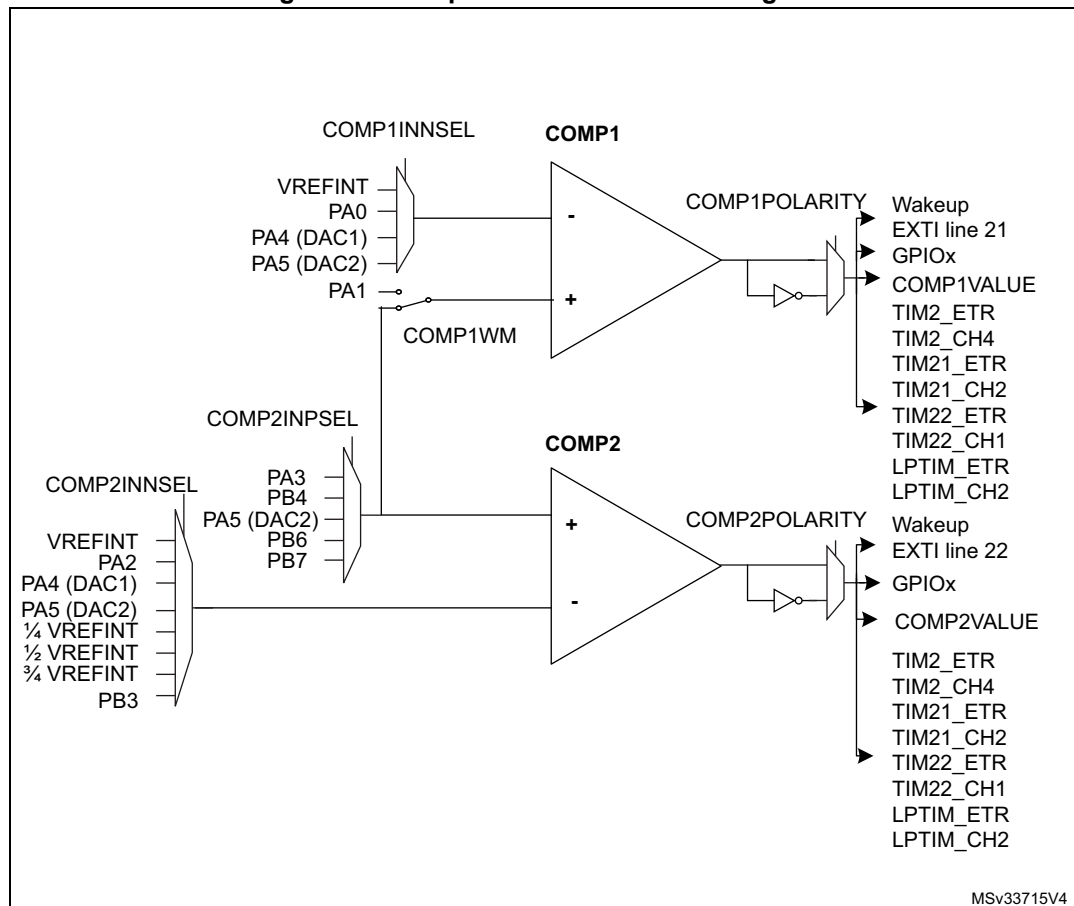 COMP1INNSEL
COMP1
VREFINT
PA0
PA4 (DAC1)
PA5 (DAC2)
PA1
-
+
COMP1WM
COMP1POLARITY
Wakeup
EXTI line 21
GPIOx
COMP1VALUE
TIM2_ETR
TIM2_CH4
TIM21_ETR
TIM21_CH2
TIM22_ETR
TIM22_CH1
LPTIM_ETR
LPTIM_CH2
COMP2INPSEL
COMP2
PA3
PB4
PA5 (DAC2)
PB6
PB7
COMP2INNSEL
VREFINT
PA2
PA4 (DAC1)
PA5 (DAC2)
¼ VREFINT
½ VREFINT
¾ VREFINT
PB3
+
-
COMP2POLARITY
Wakeup
EXTI line 22
GPIOx
COMP2VALUE
TIM2_ETR
TIM2_CH4
TIM21_ETR
TIM21_CH2
TIM22_ETR
TIM22_CH1
LPTIM_ETR
LPTIM_CH2
MSv33715V4